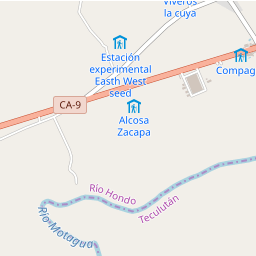 Viveros
la cuya
Estación
experimental
Easth West
seed
Compag
CA-9
Alcosa
Zacapa
Río Hondo
Teculután
Río Motagua